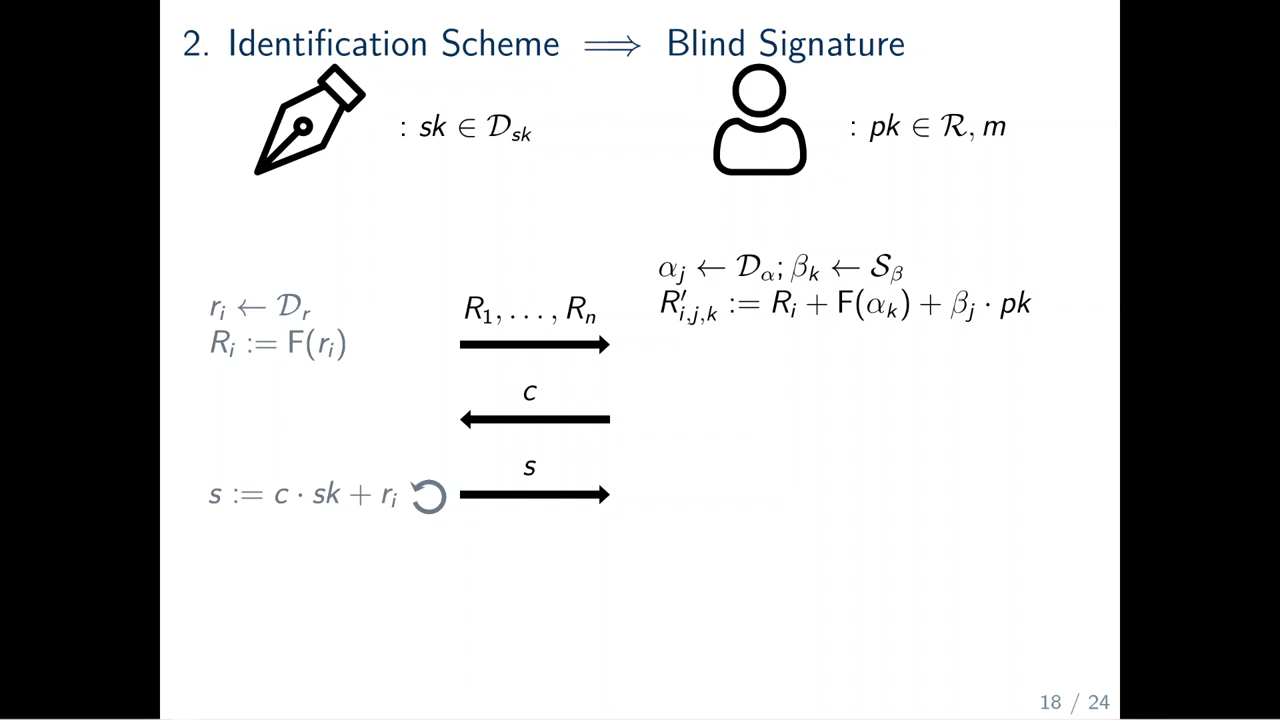 2. Identification Scheme ⟹ Blind Signature
: sk ∈ 𝒟_sk
: pk ∈ ℛ, m
α_j ← 𝒟_α; β_k ← 𝒮_β
R′_{i,j,k} := R_i + F(α_k) + β_j · pk
r_i ← 𝒟_r
R_i := F(r_i)
R_1, . . . , R_n
c
s
s := c · sk + r_i
18 / 24